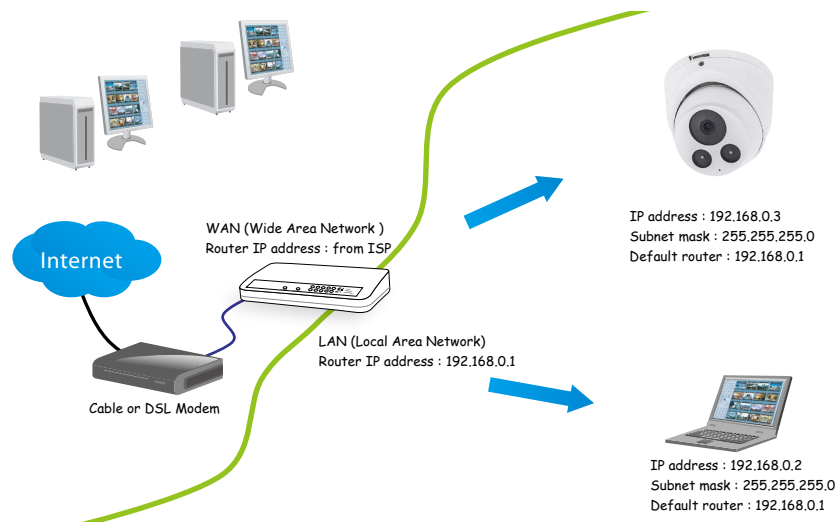 WAN (Wide Area Network )
Router IP address : from ISP
Internet
Cable or DSL Modem
LAN (Local Area Network)
Router IP address : 192.168.0.1
IP address : 192.168.0.3
Subnet mask : 255.255.255.0
Default router : 192.168.0.1
IP address : 192.168.0.2
Subnet mask : 255.255.255.0
Default router : 192.168.0.1